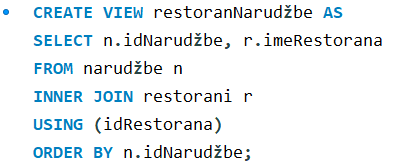 CREATE VIEW restoranNarudžbe AS
SELECT n.idNarudžbe, r.imeRestorana
FROM narudžbe n
INNER JOIN restorani r
USING (idRestorana)
ORDER BY n.idNarudžbe;